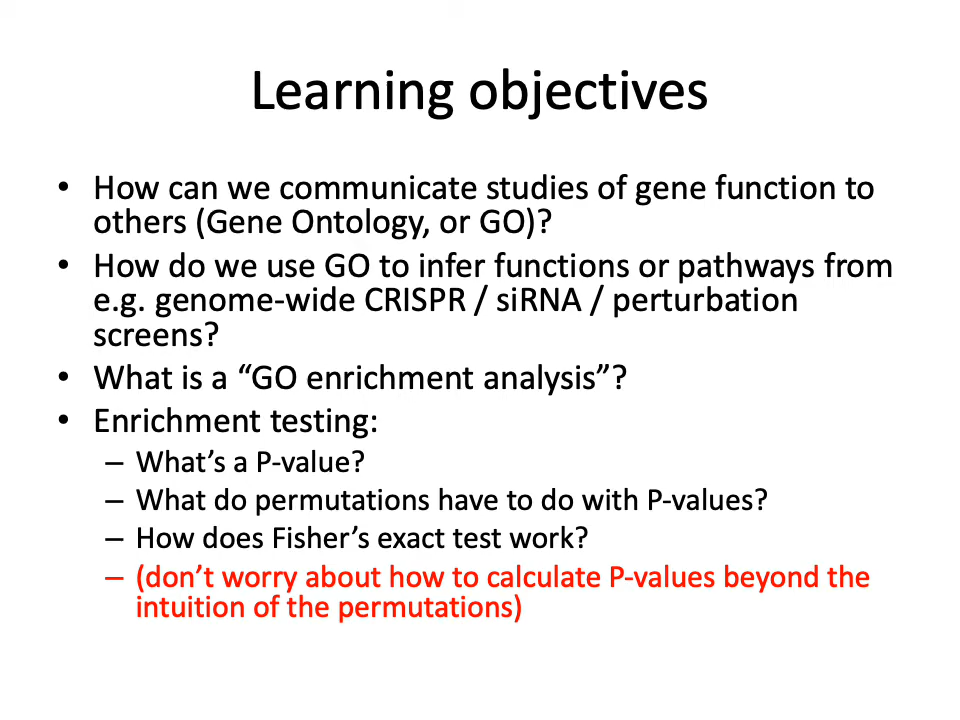 Learning objectives
• How can we communicate studies of gene function to
others (Gene Ontology, or GO)?
• How do we use GO to infer functions or pathways from
e.g. genome-wide CRISPR / siRNA / perturbation
screens?
• What is a “GO enrichment analysis”?
• Enrichment testing:
– What’s a P-value?
– What do permutations have to do with P-values?
– How does Fisher’s exact test work?
– (don’t worry about how to calculate P-values beyond the
intuition of the permutations)